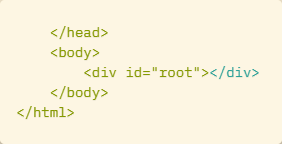 </head>
    <body>
        <div id="root"></div>
    </body>
</html>